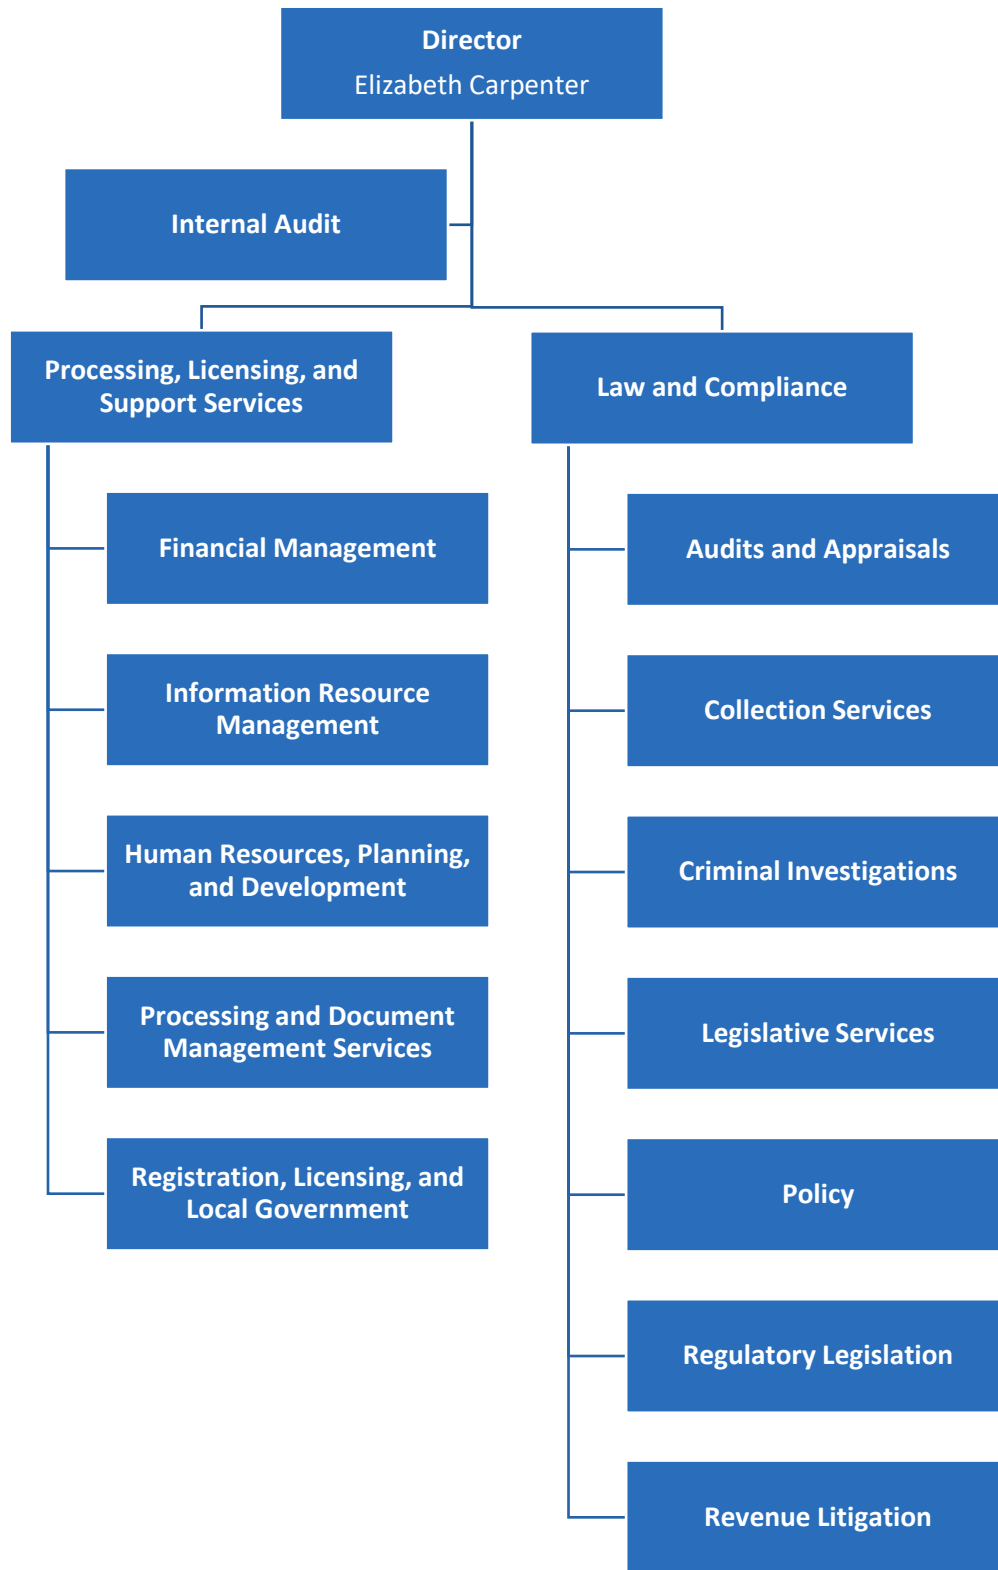 Director
Elizabeth Carpenter
Internal Audit
Processing, Licensing, and
Support Services
Financial Management
Information Resource
Management
Human Resources, Planning,
and Development
Processing and Document
Management Services
Registration, Licensing, and
Local Government
Law and Compliance
Audits and Appraisals
Collection Services
Criminal Investigations
Legislative Services
Policy
Regulatory Legislation
Revenue Litigation